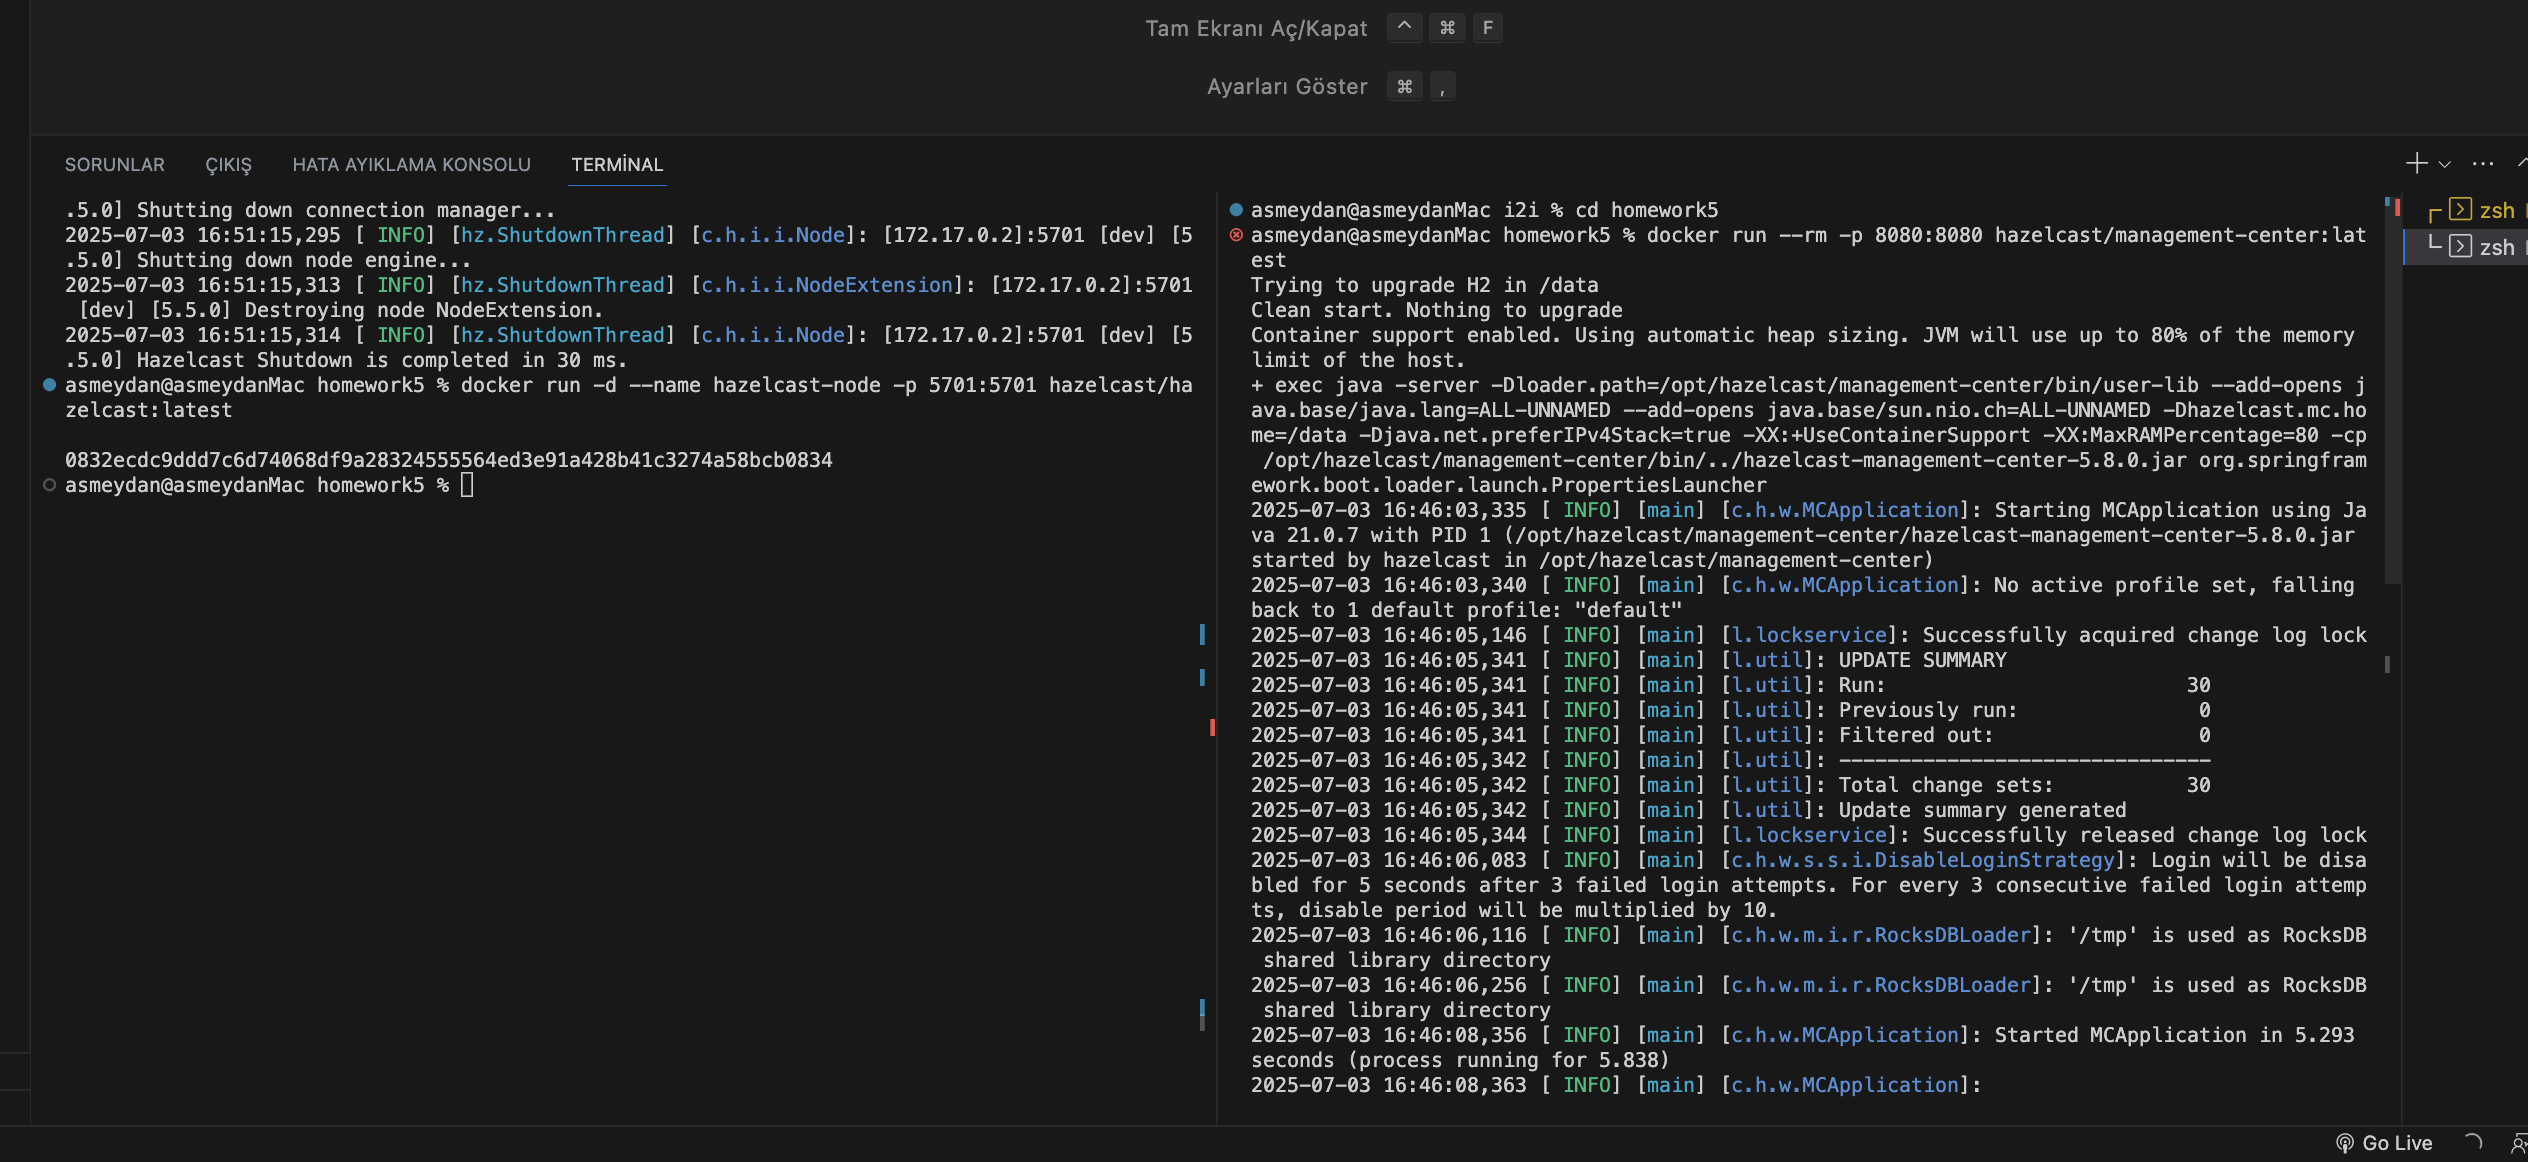 Tam Ekranı Aç/Kapat ^ ⌘ F
Ayarları Göster ⌘ ,
SORUNLAR ÇIKIŞ HATA AYIKLAMA KONSOLU TERMİNAL
.5.0] Shutting down connection manager...
2025-07-03 16:51:15,295 [ INFO] [hz.ShutdownThread] [c.h.i.i.Node]: [172.17.0.2]:5701 [dev] [5
.5.0] Shutting down node engine...
2025-07-03 16:51:15,313 [ INFO] [hz.ShutdownThread] [c.h.i.i.NodeExtension]: [172.17.0.2]:5701
[dev] [5.5.0] Destroying node NodeExtension.
2025-07-03 16:51:15,314 [ INFO] [hz.ShutdownThread] [c.h.i.i.Node]: [172.17.0.2]:5701 [dev] [5
.5.0] Hazelcast Shutdown is completed in 30 ms.
asmeydan@asmeydanMac homework5 % docker run -d --name hazelcast-node -p 5701:5701 hazelcast/ha
zelcast:latest
0832ecdc9ddd7c6d74068df9a28324555564ed3e91a428b41c3274a58bcb0834
asmeydan@asmeydanMac homework5 %
asmeydan@asmeydanMac i2i % cd homework5
asmeydan@asmeydanMac homework5 % docker run --rm -p 8080:8080 hazelcast/management-center:lat
est
Trying to upgrade H2 in /data
Clean start. Nothing to upgrade
Container support enabled. Using automatic heap sizing. JVM will use up to 80% of the memory
limit of the host.
+ exec java -server -Dloader.path=/opt/hazelcast/management-center/bin/user-lib --add-opens j
ava.base/java.lang=ALL-UNNAMED --add-opens java.base/sun.nio.ch=ALL-UNNAMED -Dhazelcast.mc.ho
me=/data -Djava.net.preferIPv4Stack=true -XX:+UseContainerSupport -XX:MaxRAMPercentage=80 -cp
/opt/hazelcast/management-center/bin/../hazelcast-management-center-5.8.0.jar org.springfram
ework.boot.loader.launch.PropertiesLauncher
2025-07-03 16:46:03,335 [ INFO] [main] [c.h.w.MCApplication]: Starting MCApplication using Ja
va 21.0.7 with PID 1 (/opt/hazelcast/management-center/hazelcast-management-center-5.8.0.jar
started by hazelcast in /opt/hazelcast/management-center)
2025-07-03 16:46:03,340 [ INFO] [main] [c.h.w.MCApplication]: No active profile set, falling
back to 1 default profile: "default"
2025-07-03 16:46:05,146 [ INFO] [main] [l.lockservice]: Successfully acquired change log lock
2025-07-03 16:46:05,341 [ INFO] [main] [l.util]: UPDATE SUMMARY
2025-07-03 16:46:05,341 [ INFO] [main] [l.util]: Run: 30
2025-07-03 16:46:05,341 [ INFO] [main] [l.util]: Previously run: 0
2025-07-03 16:46:05,341 [ INFO] [main] [l.util]: Filtered out: 0
2025-07-03 16:46:05,342 [ INFO] [main] [l.util]: -------------------------------
2025-07-03 16:46:05,342 [ INFO] [main] [l.util]: Total change sets: 30
2025-07-03 16:46:05,342 [ INFO] [main] [l.util]: Update summary generated
2025-07-03 16:46:05,344 [ INFO] [main] [l.lockservice]: Successfully released change log lock
2025-07-03 16:46:06,083 [ INFO] [main] [c.h.w.s.s.i.DisableLoginStrategy]: Login will be disa
bled for 5 seconds after 3 failed login attempts. For every 3 consecutive failed login attemp
ts, disable period will be multiplied by 10.
2025-07-03 16:46:06,116 [ INFO] [main] [c.h.w.m.i.r.RocksDBLoader]: '/tmp' is used as RocksDB
shared library directory
2025-07-03 16:46:06,256 [ INFO] [main] [c.h.w.m.i.r.RocksDBLoader]: '/tmp' is used as RocksDB
shared library directory
2025-07-03 16:46:08,356 [ INFO] [main] [c.h.w.MCApplication]: Started MCApplication in 5.293
seconds (process running for 5.838)
2025-07-03 16:46:08,363 [ INFO] [main] [c.h.w.MCApplication]:
zsh
zsh
Go Live